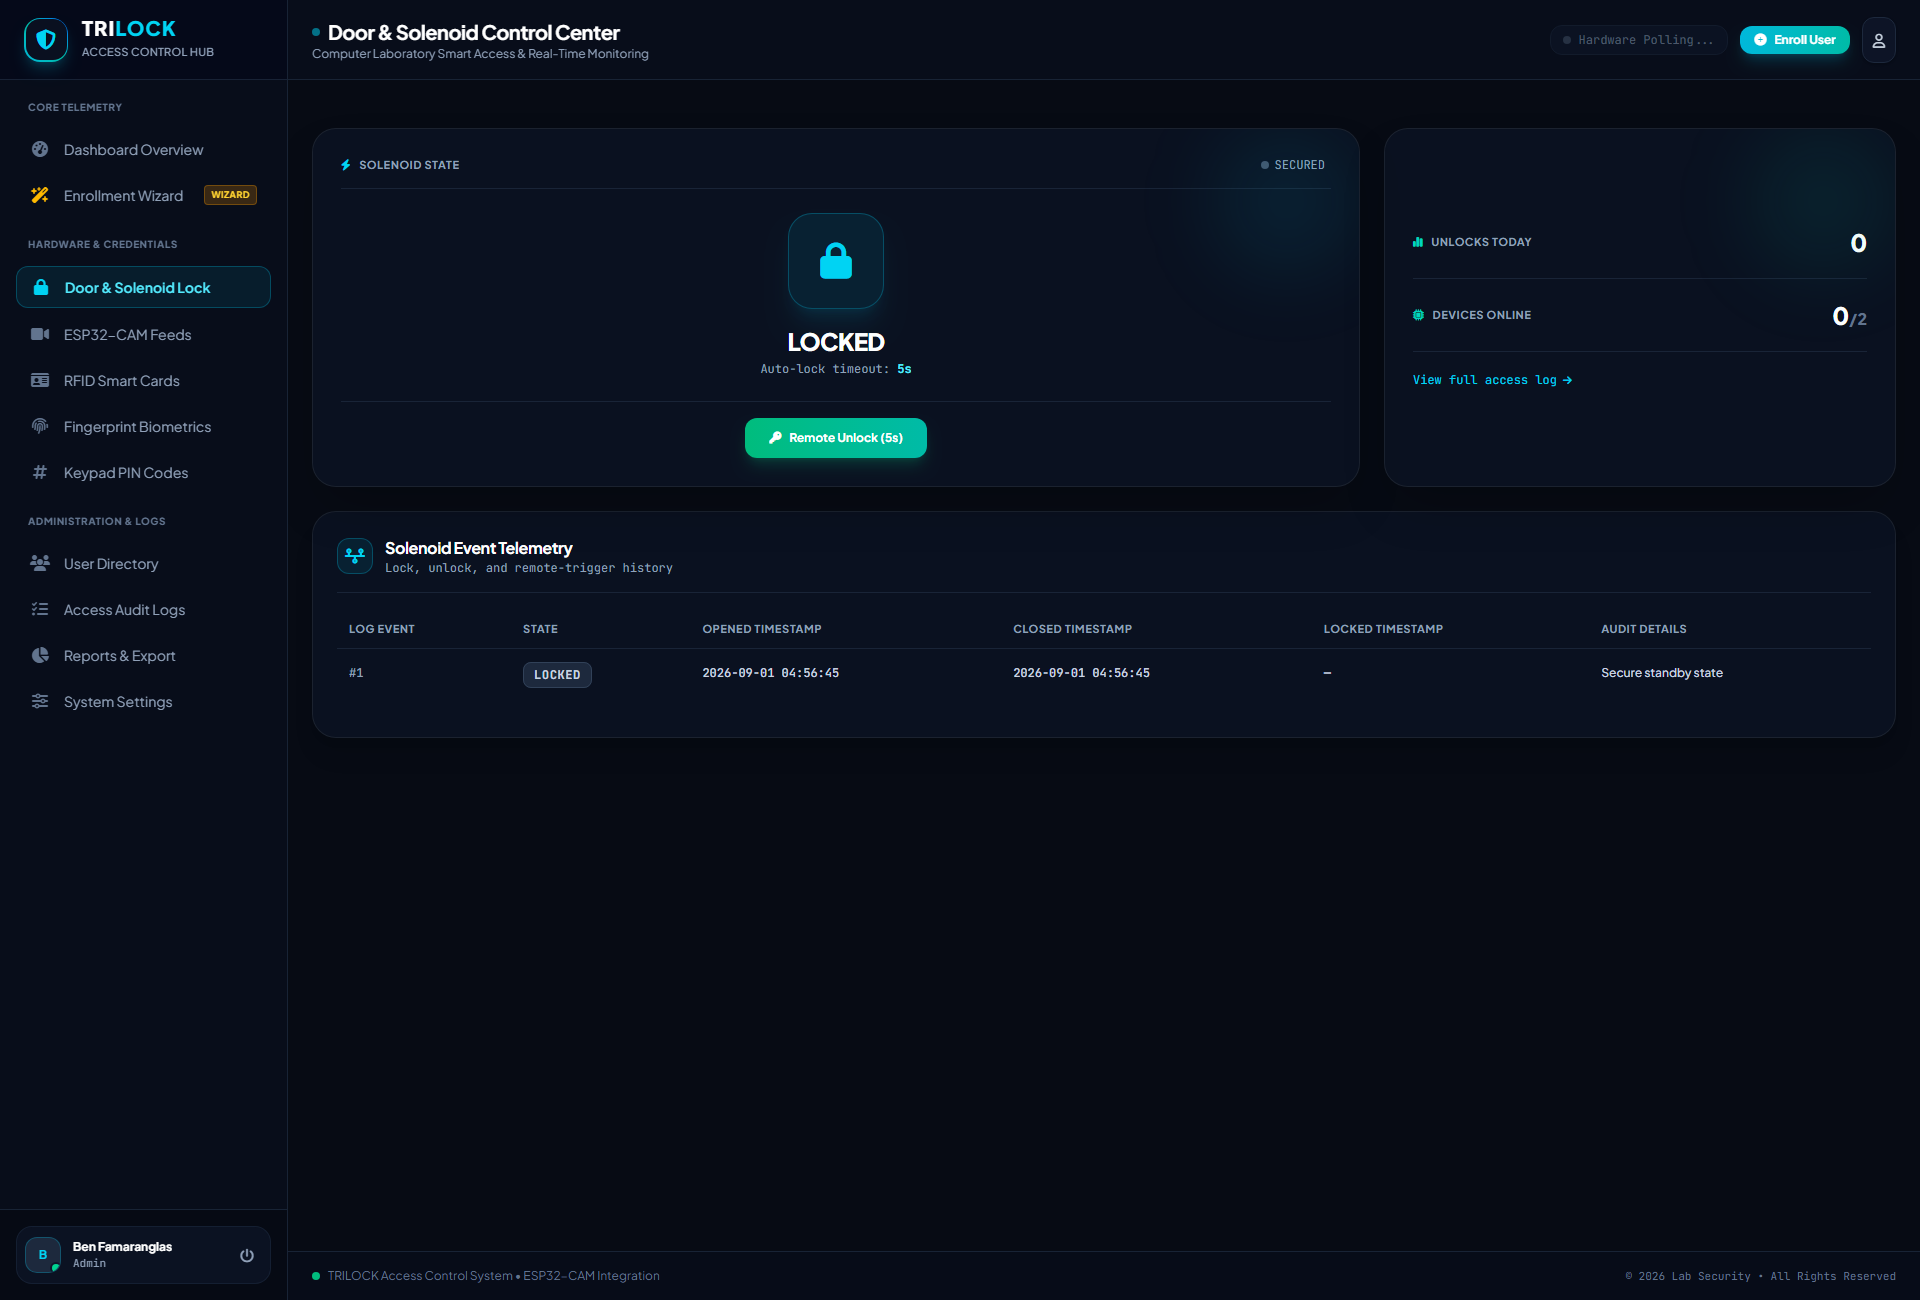 TRILOCK
ACCESS CONTROL HUB
CORE TELEMETRY
Dashboard Overview
Enrollment Wizard WIZARD
HARDWARE & CREDENTIALS
Door & Solenoid Lock
ESP32-CAM Feeds
RFID Smart Cards
Fingerprint Biometrics
Keypad PIN Codes
ADMINISTRATION & LOGS
User Directory
Access Audit Logs
Reports & Export
System Settings
B
Ben Famaranglas
Admin
Door & Solenoid Control Center
Computer Laboratory Smart Access & Real-Time Monitoring
Hardware Polling...
Enroll User
SOLENOID STATE
SECURED
LOCKED
Auto-lock timeout: 5s
Remote Unlock (5s)
UNLOCKS TODAY 0
DEVICES ONLINE 0/2
View full access log →
Solenoid Event Telemetry
Lock, unlock, and remote-trigger history
LOG EVENT STATE OPENED TIMESTAMP CLOSED TIMESTAMP LOCKED TIMESTAMP AUDIT DETAILS
#1 LOCKED 2026-09-01 04:56:45 2026-09-01 04:56:45 — Secure standby state
TRILOCK Access Control System • ESP32-CAM Integration
© 2026 Lab Security • All Rights Reserved